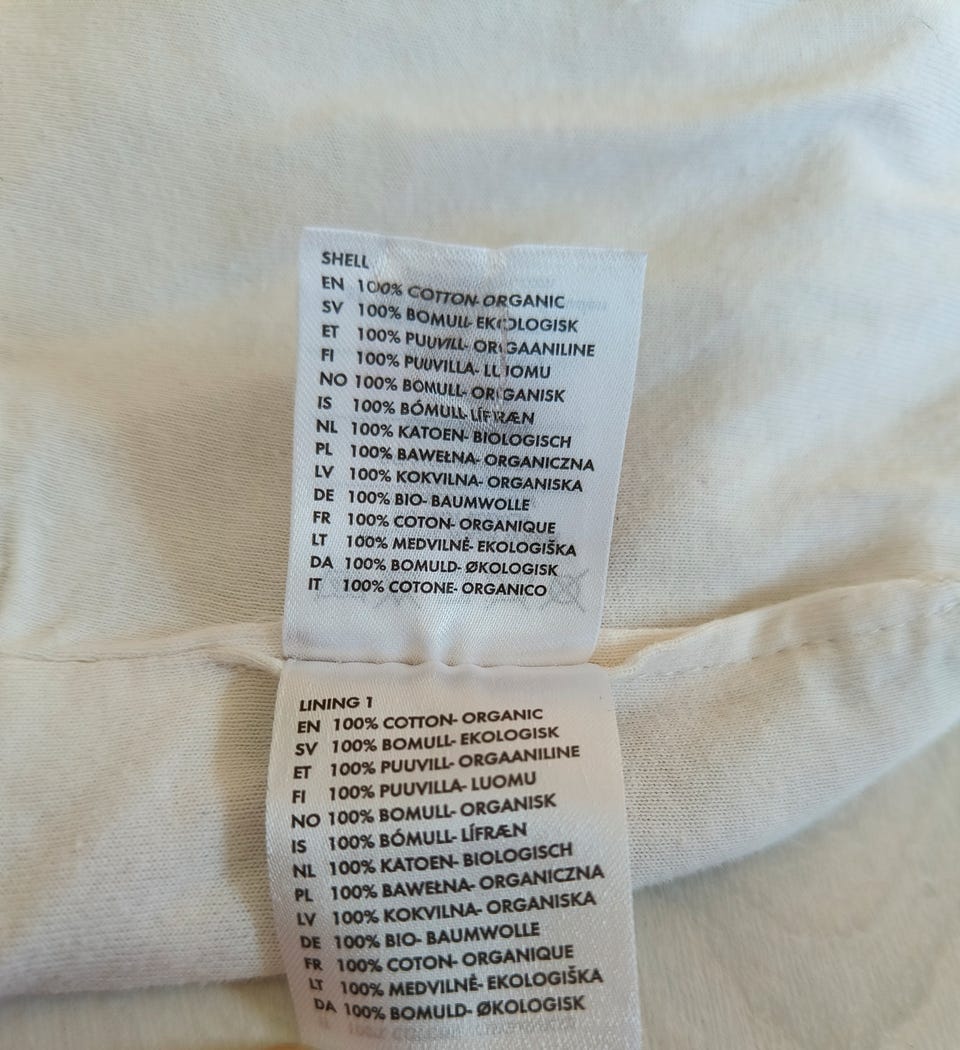 SHELL
EN 100% COTTON- ORGANIC
SV 100% BOMULL- EKOLOGISK
ET 100% PUUVILL- ORGAANILINE
FI 100% PUUVILLA- LUOMU
NO 100% BOMULL- ORGANISK
IS 100% BÓMULL- LÍFRÆN
NL 100% KATOEN- BIOLOGISCH
PL 100% BAWEŁNA- ORGANICZNA
LV 100% KOKVILNA- ORGANISKA
DE 100% BIO- BAUMWOLLE
FR 100% COTON- ORGANIQUE
LT 100% MEDVILNĖ- EKOLOGIŠKA
DA 100% BOMULD- ØKOLOGISK
IT 100% COTONE- ORGANICO
LINING 1
EN 100% COTTON- ORGANIC
SV 100% BOMULL- EKOLOGISK
ET 100% PUUVILL- ORGAANILINE
FI 100% PUUVILLA- LUOMU
NO 100% BOMULL- ORGANISK
IS 100% BÓMULL- LÍFRÆN
NL 100% KATOEN- BIOLOGISCH
PL 100% BAWEŁNA- ORGANICZNA
LV 100% KOKVILNA- ORGANISKA
DE 100% BIO- BAUMWOLLE
FR 100% COTON- ORGANIQUE
LT 100% MEDVILNĖ- EKOLOGIŠKA
DA 100% BOMULD- ØKOLOGISK